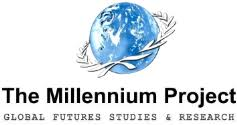 The Millennium Project
GLOBAL FUTURES STUDIES & RESEARCH